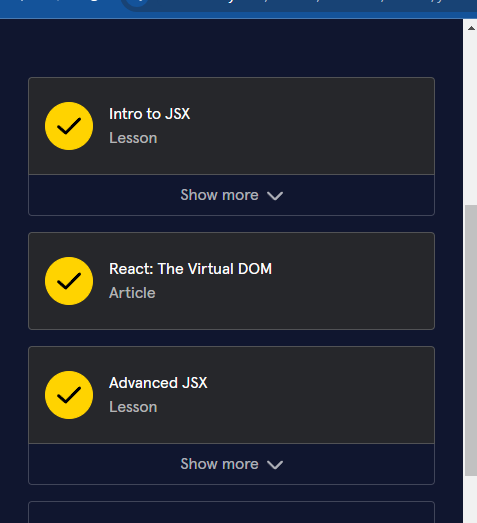 Intro to JSX
Lesson
Show more
React: The Virtual DOM
Article
Advanced JSX
Lesson
Show more